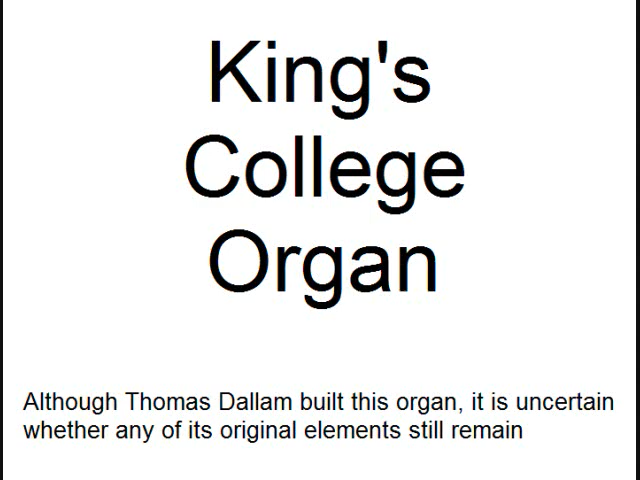 King's
College
Organ
Although Thomas Dallam built this organ, it is uncertain
whether any of its original elements still remain